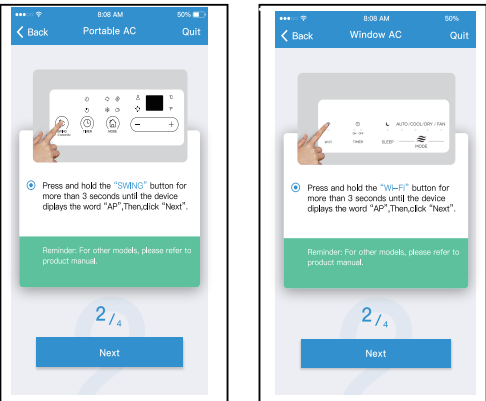 8:08 AM
50%
Back
Portable AC
Quit
SWING
TIMER
MODE
Press and hold the “SWING” button for
more than 3 seconds until the device
diplays the word “AP”,Then,click “Next”.
Reminder: For other models, please refer to
product manual.
2/4
Next
8:08 AM
50%
Back
Window AC
Quit
AUTO/COOL/DRY / FAN
WIFI
TIMER
SLEEP
MODE
Press and hold the “Wi-Fi” button for
more than 3 seconds until the device
diplays the word “AP”,Then,click “Next”.
Reminder: For other models, please refer to
product manual.
2/4
Next